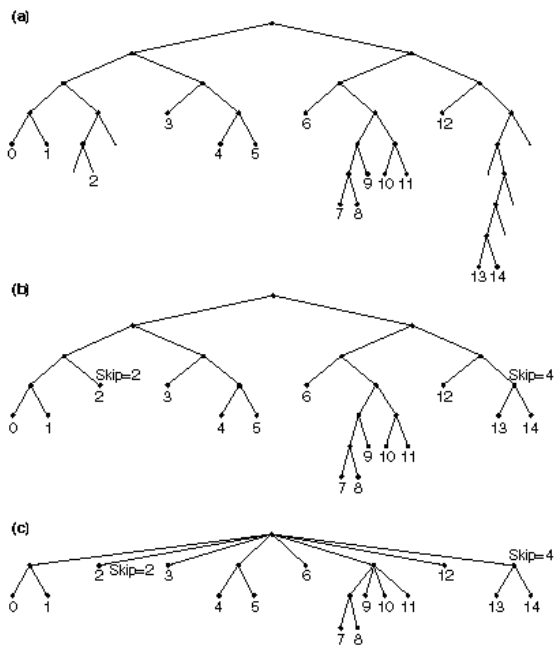 (a)
3 6 12
0 1 4 5
2 9 10 11
7 8
13 14
(b)
Skip=2 Skip=4
2 3 6 12
0 1 4 5 13 14
9 10 11
7 8
(c)
Skip=4
2 Skip=2 3 6 12
0 1 4 5 9 10 11 13 14
7 8